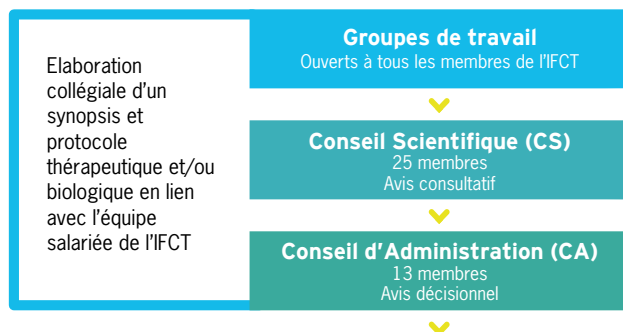 Elaboration
collégiale d'un
synopsis et
protocole
thérapeutique et/ou
biologique en lien
avec l'équipe
salariée de l'IFCT
Groupes de travail
Ouverts à tous les membres de l'IFCT
Conseil Scientifique (CS)
25 membres
Avis consultatif
Conseil d'Administration (CA)
13 membres
Avis décisionnel